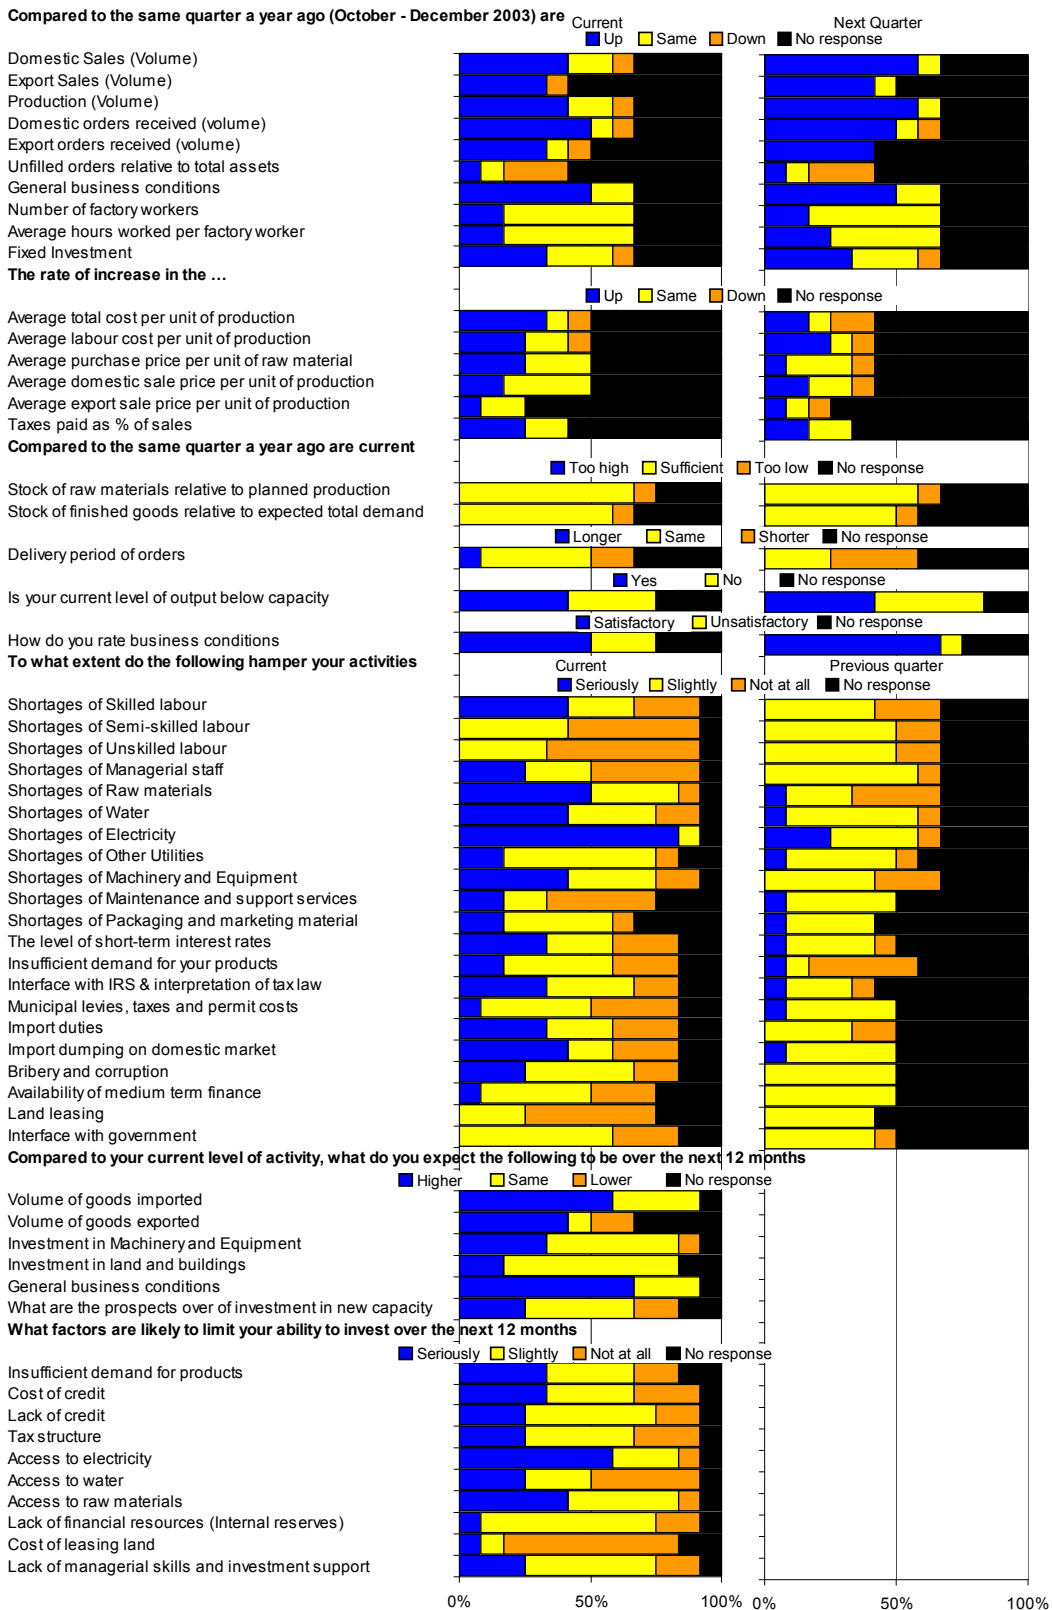 Compared to the same quarter a year ago (October - December 2003) are
Current
Next Quarter
Up Same Down No response
Domestic Sales (Volume)
Export Sales (Volume)
Production (Volume)
Domestic orders received (volume)
Export orders received (volume)
Unfilled orders relative to total assets
General business conditions
Number of factory workers
Average hours worked per factory worker
Fixed Investment
The rate of increase in the ...
Up Same Down No response
Average total cost per unit of production
Average labour cost per unit of production
Average purchase price per unit of raw material
Average domestic sale price per unit of production
Average export sale price per unit of production
Taxes paid as % of sales
Compared to the same quarter a year ago are current
Too high Sufficient Too low No response
Stock of raw materials relative to planned production
Stock of finished goods relative to expected total demand
Longer Same Shorter No response
Delivery period of orders
Yes No No response
Is your current level of output below capacity
Satisfactory Unsatisfactory No response
How do you rate business conditions
To what extent do the following hamper your activities
Current
Previous quarter
Seriously Slightly Not at all No response
Shortages of Skilled labour
Shortages of Semi-skilled labour
Shortages of Unskilled labour
Shortages of Managerial staff
Shortages of Raw materials
Shortages of Water
Shortages of Electricity
Shortages of Other Utilities
Shortages of Machinery and Equipment
Shortages of Maintenance and support services
Shortages of Packaging and marketing material
The level of short-term interest rates
Insufficient demand for your products
Interface with IRS & interpretation of tax law
Municipal levies, taxes and permit costs
Import duties
Import dumping on domestic market
Bribery and corruption
Availability of medium term finance
Land leasing
Interface with government
Compared to your current level of activity, what do you expect the following to be over the next 12 months
Higher Same Lower No response
Volume of goods imported
Volume of goods exported
Investment in Machinery and Equipment
Investment in land and buildings
General business conditions
What are the prospects over of investment in new capacity
What factors are likely to limit your ability to invest over the next 12 months
Seriously Slightly Not at all No response
Insufficient demand for products
Cost of credit
Lack of credit
Tax structure
Access to electricity
Access to water
Access to raw materials
Lack of financial resources (Internal reserves)
Cost of leasing land
Lack of managerial skills and investment support
0% 50% 100% 0% 50% 100%